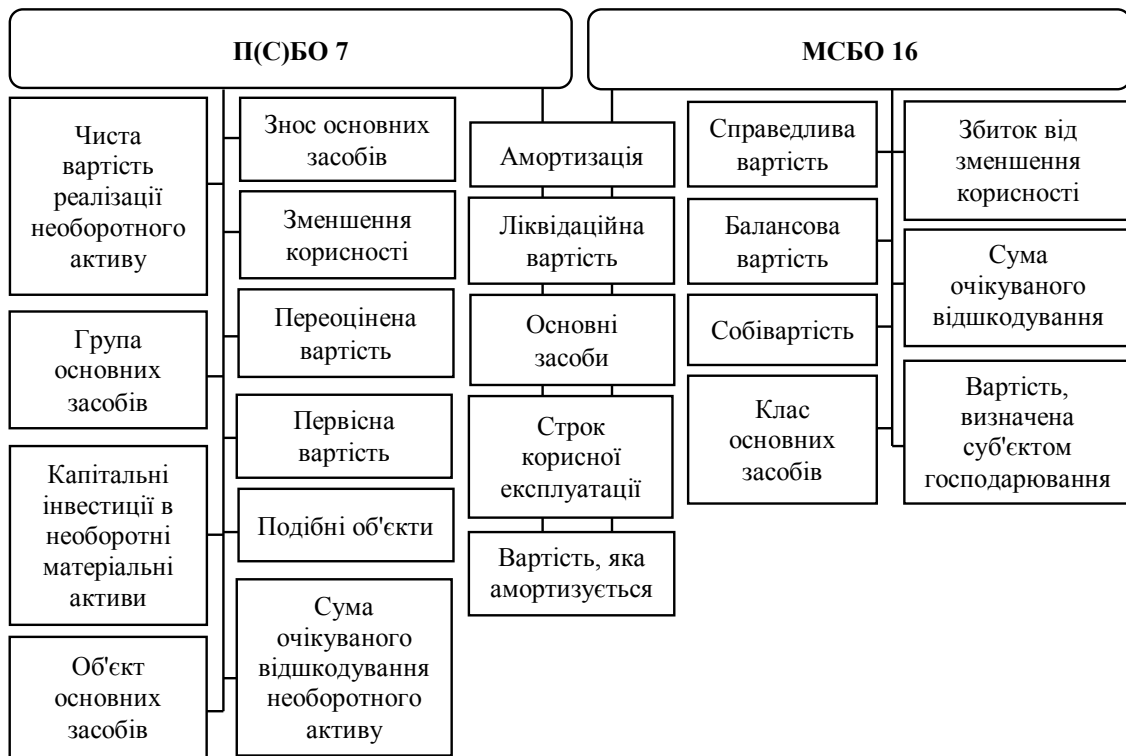 П(С)БО 7
МСБО 16
Чиста
вартість
реалізації
необоротного
активу
Група
основних
засобів
Капітальні
інвестиції в
необоротні
матеріальні
активи
Об'єкт
основних
засобів
Знос основних
засобів
Зменшення
корисності
Переоцінена
вартість
Первісна
вартість
Подібні об'єкти
Сума
очікуваного
відшкодування
необоротного
активу
Амортизація
Ліквідаційна
вартість
Основні
засоби
Строк
корисної
експлуатації
Вартість, яка
амортизується
Справедлива
вартість
Балансова
вартість
Собівартість
Клас
основних
засобів
Збиток від
зменшення
корисності
Сума
очікуваного
відшкодування
Вартість,
визначена
суб'єктом
господарювання